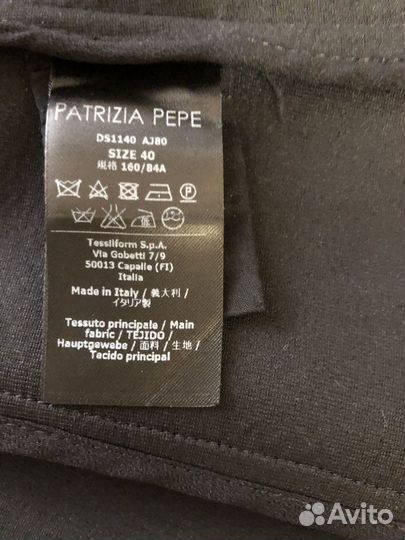 PATRIZIA PEPE
DS1140 AJ80
SIZE 40
規格 160/84A
P
Tessilform S.p.A.
Via Gobetti 7/9
50013 Capalle (FI)
Italia
Made in Italy / 義大利 /
イタリア製
Tessuto principale / Main
fabric / TEJIDO /
Hauptgewebe / 面料 / 生地 /
Tecido principal
Avito